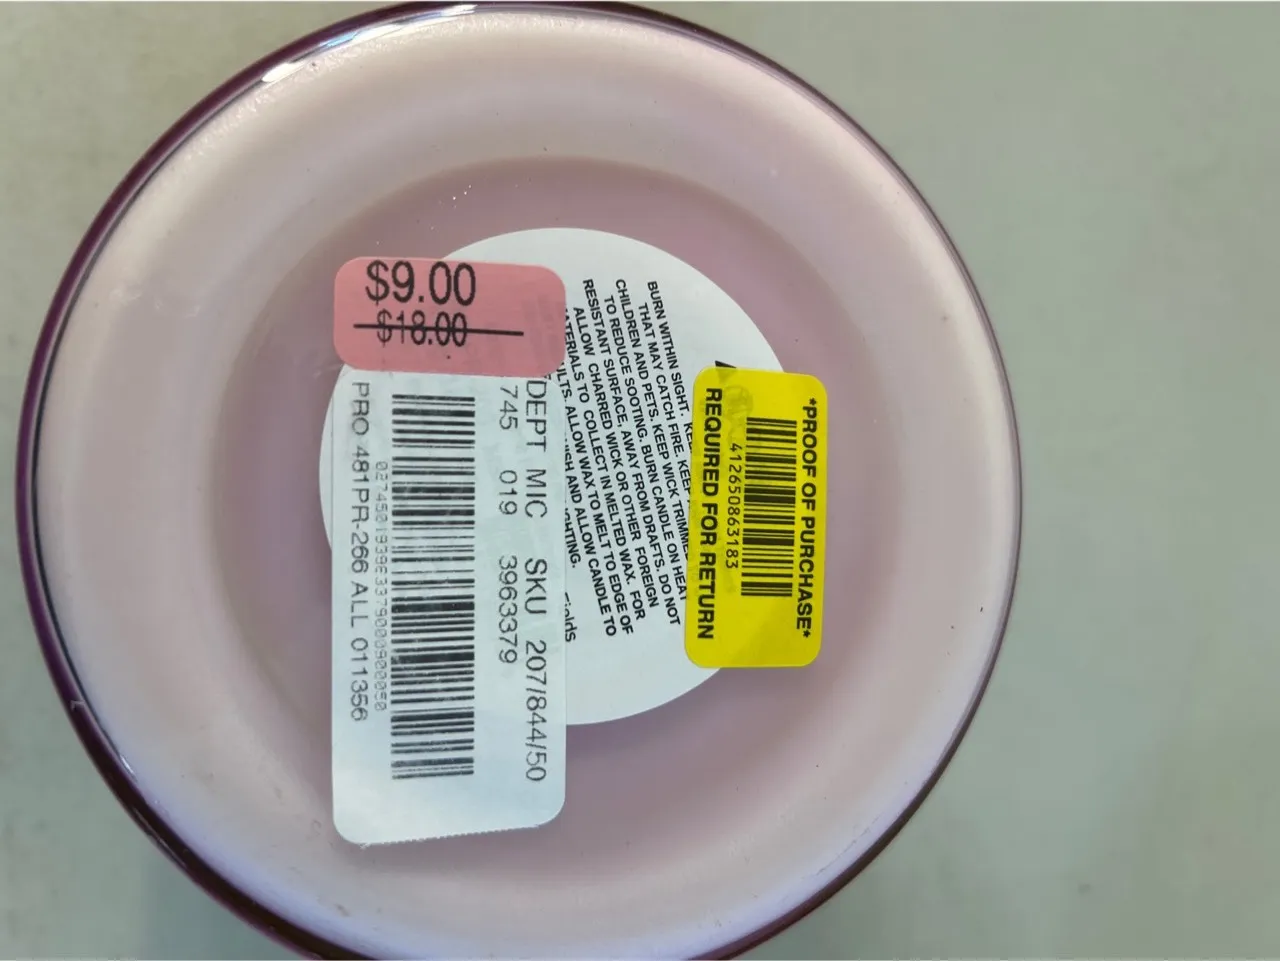 $9.00
$18.00
DEPT MIC SKU 207/844/50
745 019 3963379
PRO 481PR-266 ALL 011356
BURN WITHIN SIGHT.
THAT MAY CATCH FIRE. KEEP
CHILDREN AND PETS. KEEP WICK TRIMMED
TO REDUCE SOOTING. BURN CANDLE ON HEAT
RESISTANT SURFACE, AWAY FROM DRAFTS. DO NOT
ALLOW CHARRED WICK OR OTHER FOREIGN
MATERIALS TO COLLECT IN MELTED WAX. FOR
ALLOW WAX TO MELT TO EDGE OF
AND ALLOW CANDLE TO
*PROOF OF PURCHASE*
412650863183
REQUIRED FOR RETURN